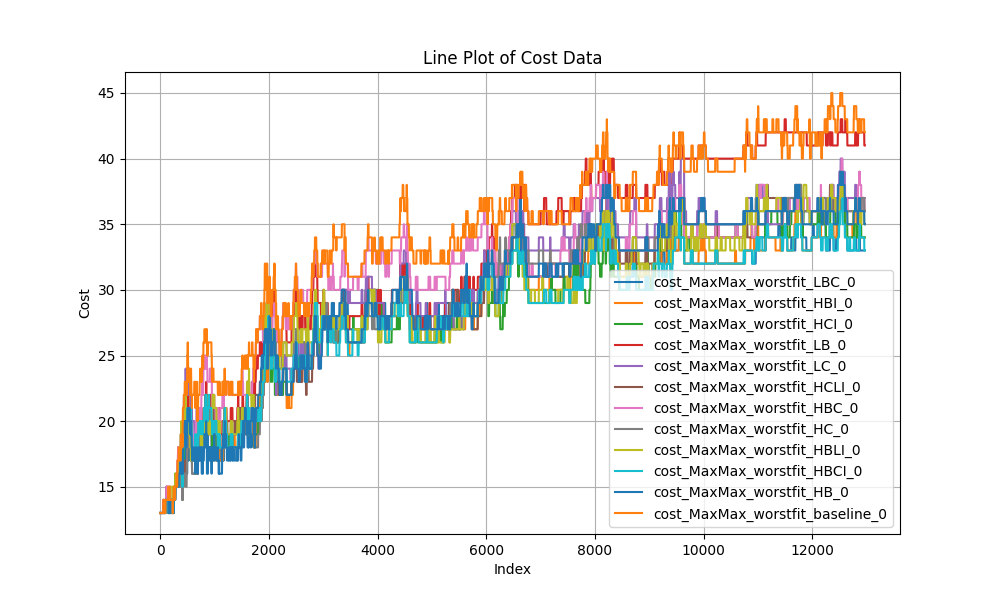 Line Plot of Cost Data
45
40
35
30
25
20
15
Cost
cost_MaxMax_worstfit_LBC_0
cost_MaxMax_worstfit_HBI_0
cost_MaxMax_worstfit_HCI_0
cost_MaxMax_worstfit_LB_0
cost_MaxMax_worstfit_LC_0
cost_MaxMax_worstfit_HCLI_0
cost_MaxMax_worstfit_HBC_0
cost_MaxMax_worstfit_HC_0
cost_MaxMax_worstfit_HBLI_0
cost_MaxMax_worstfit_HBCI_0
cost_MaxMax_worstfit_HB_0
cost_MaxMax_worstfit_baseline_0
0 2000 4000 6000 8000 10000 12000
Index